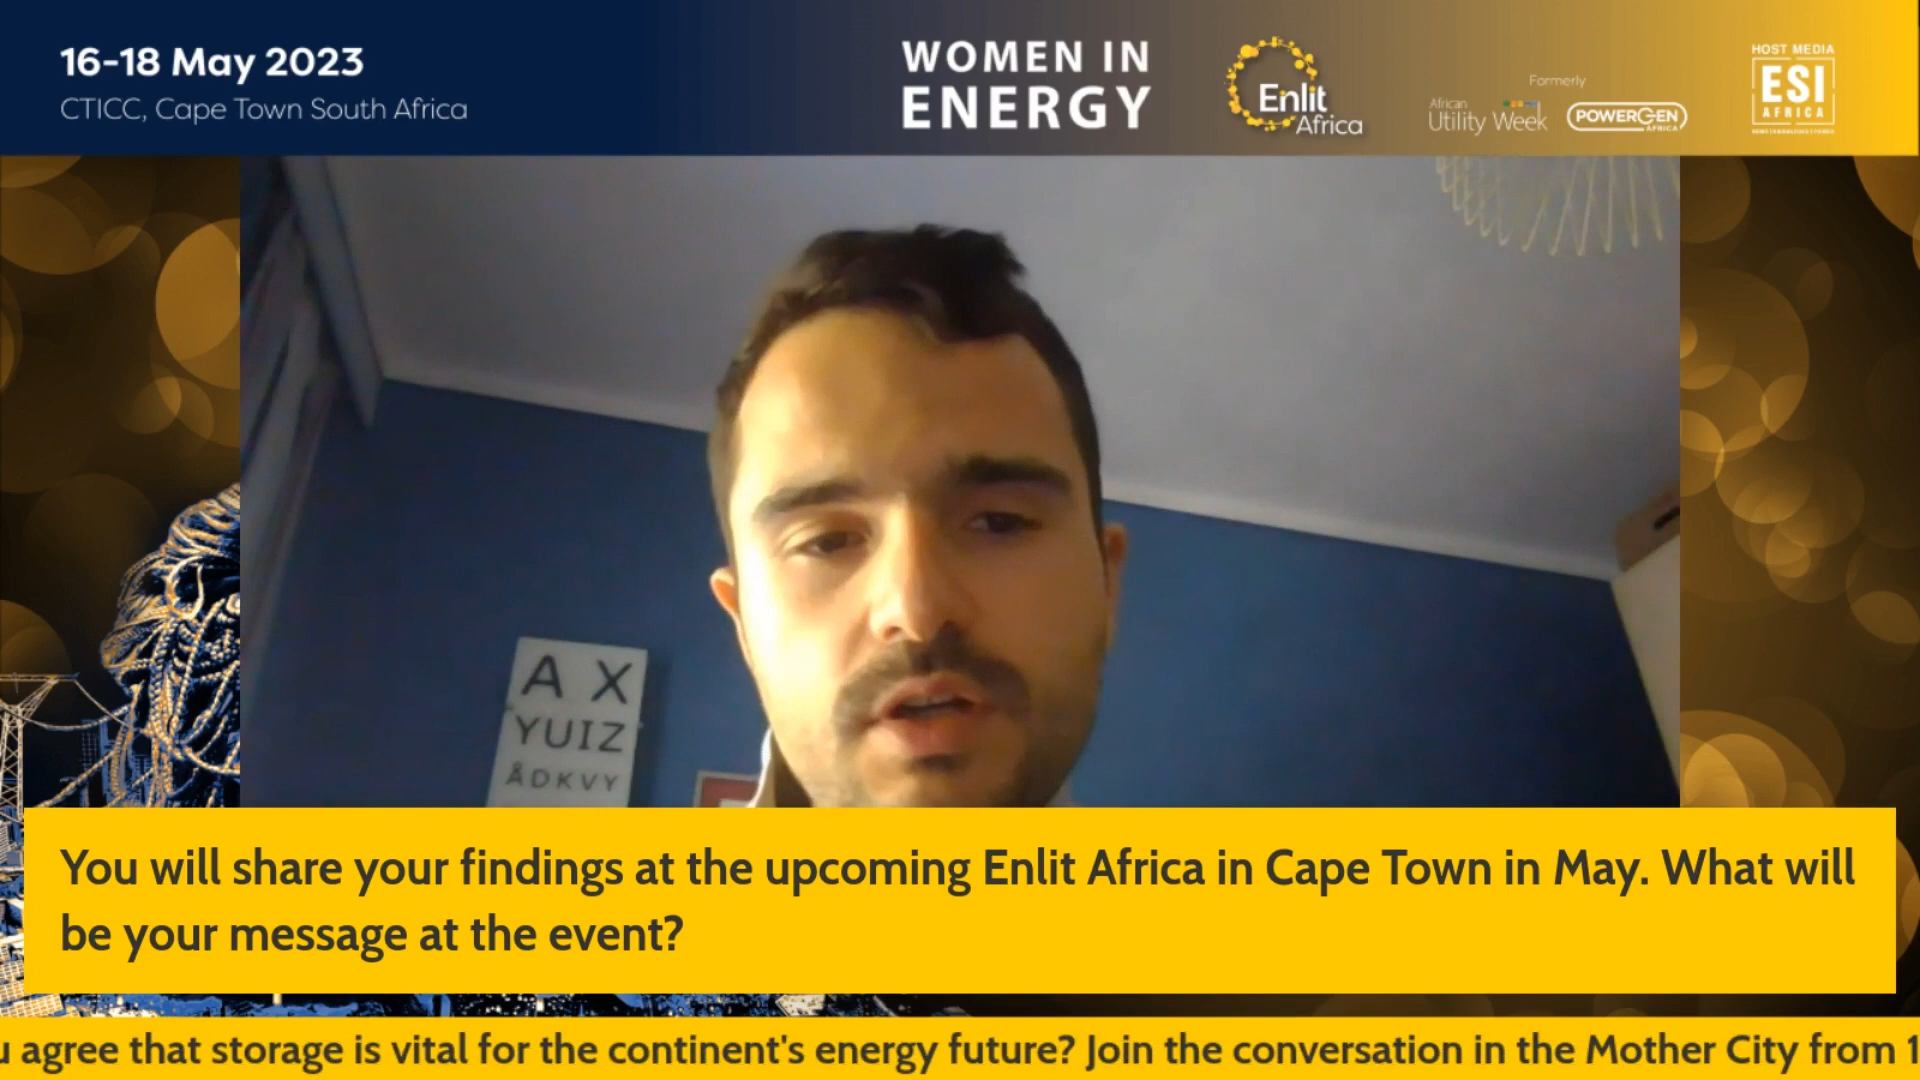 16-18 May 2023
CTICC, Cape Town South Africa
WOMEN IN
ENERGY
Enlit
Africa
Formerly
African
Utility Week
POWERGEN
AFRICA
HOST MEDIA
ESI
AFRICA
A X
YUIZ
ÅDKVY
You will share your findings at the upcoming Enlit Africa in Cape Town in May. What will
be your message at the event?
u agree that storage is vital for the continent's energy future? Join the conversation in the Mother City from 1